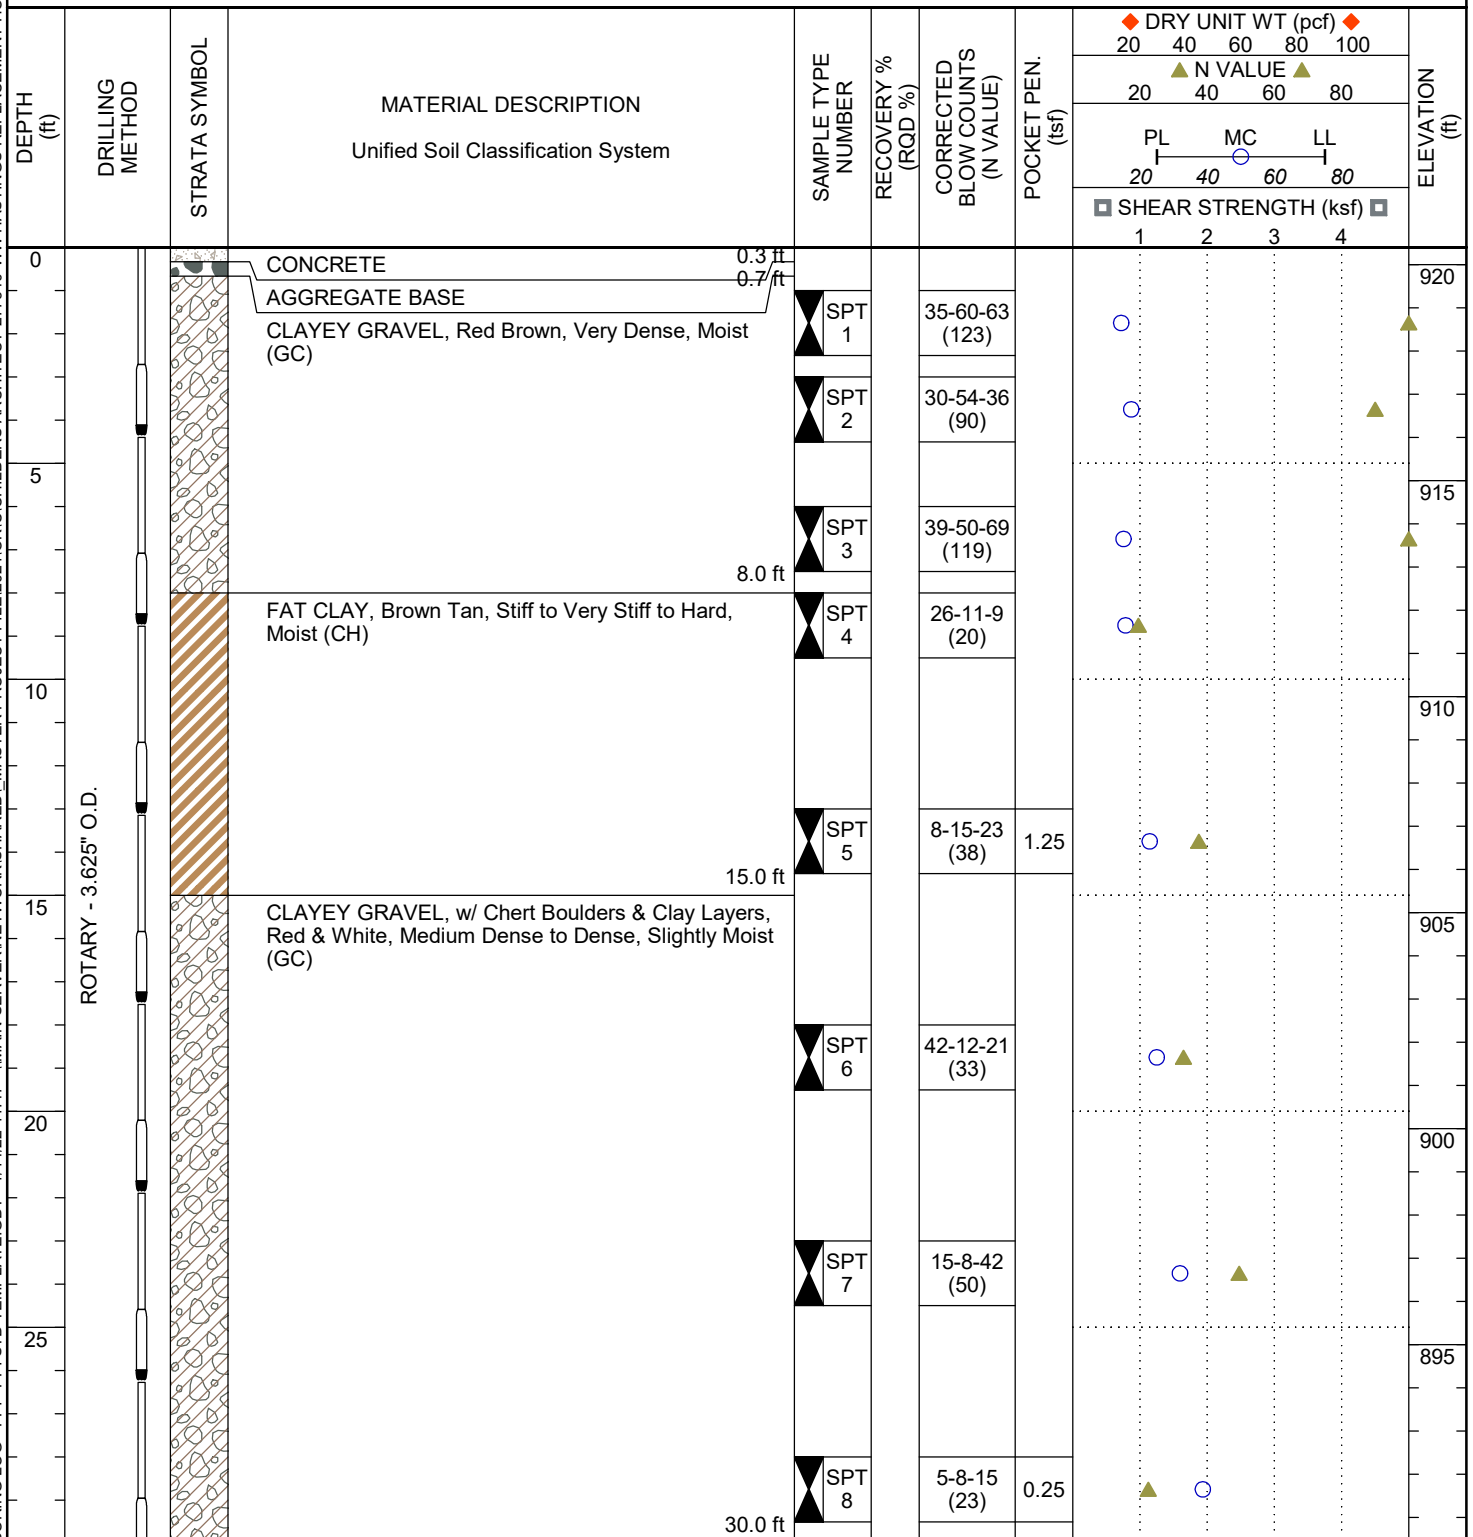 DEPTH
(ft)
DRILLING
METHOD
STRATA SYMBOL
MATERIAL DESCRIPTION
Unified Soil Classification System
SAMPLE TYPE
NUMBER
RECOVERY %
(RQD %)
CORRECTED
BLOW COUNTS
(N VALUE)
POCKET PEN.
(tsf)
DRY UNIT WT (pcf)
20 40 60 80 100
N VALUE
20 40 60 80
PL MC LL
20 40 60 80
SHEAR STRENGTH (ksf)
1 2 3 4
ELEVATION
(ft)
0
CONCRETE
0.3 ft
0.7 ft
920
AGGREGATE BASE
CLAYEY GRAVEL, Red Brown, Very Dense, Moist
(GC)
SPT
1
35-60-63
(123)
SPT
2
30-54-36
(90)
5
915
SPT
3
39-50-69
(119)
8.0 ft
FAT CLAY, Brown Tan, Stiff to Very Stiff to Hard,
Moist (CH)
SPT
4
26-11-9
(20)
10
910
ROTARY - 3.625" O.D.
SPT
5
8-15-23
(38)
1.25
15.0 ft
15
905
CLAYEY GRAVEL, w/ Chert Boulders & Clay Layers,
Red & White, Medium Dense to Dense, Slightly Moist
(GC)
SPT
6
42-12-21
(33)
20
900
SPT
7
15-8-42
(50)
25
895
SPT
8
5-8-15
(23)
0.25
30.0 ft